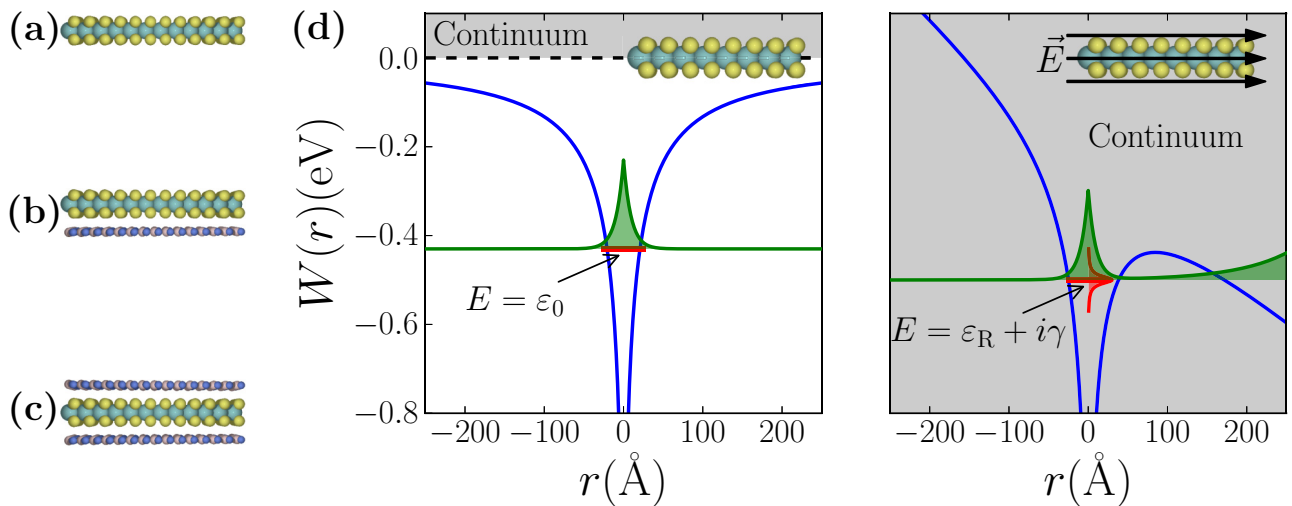 (a)
(b)
(c)
(d)
W(r)(eV)
0.0
−0.2
−0.4
−0.6
−0.8
Continuum
E = ε₀
−200 −100 0 100 200
r(Å)
E⃗
Continuum
E = ε_R + iγ
−200 −100 0 100 200
r(Å)